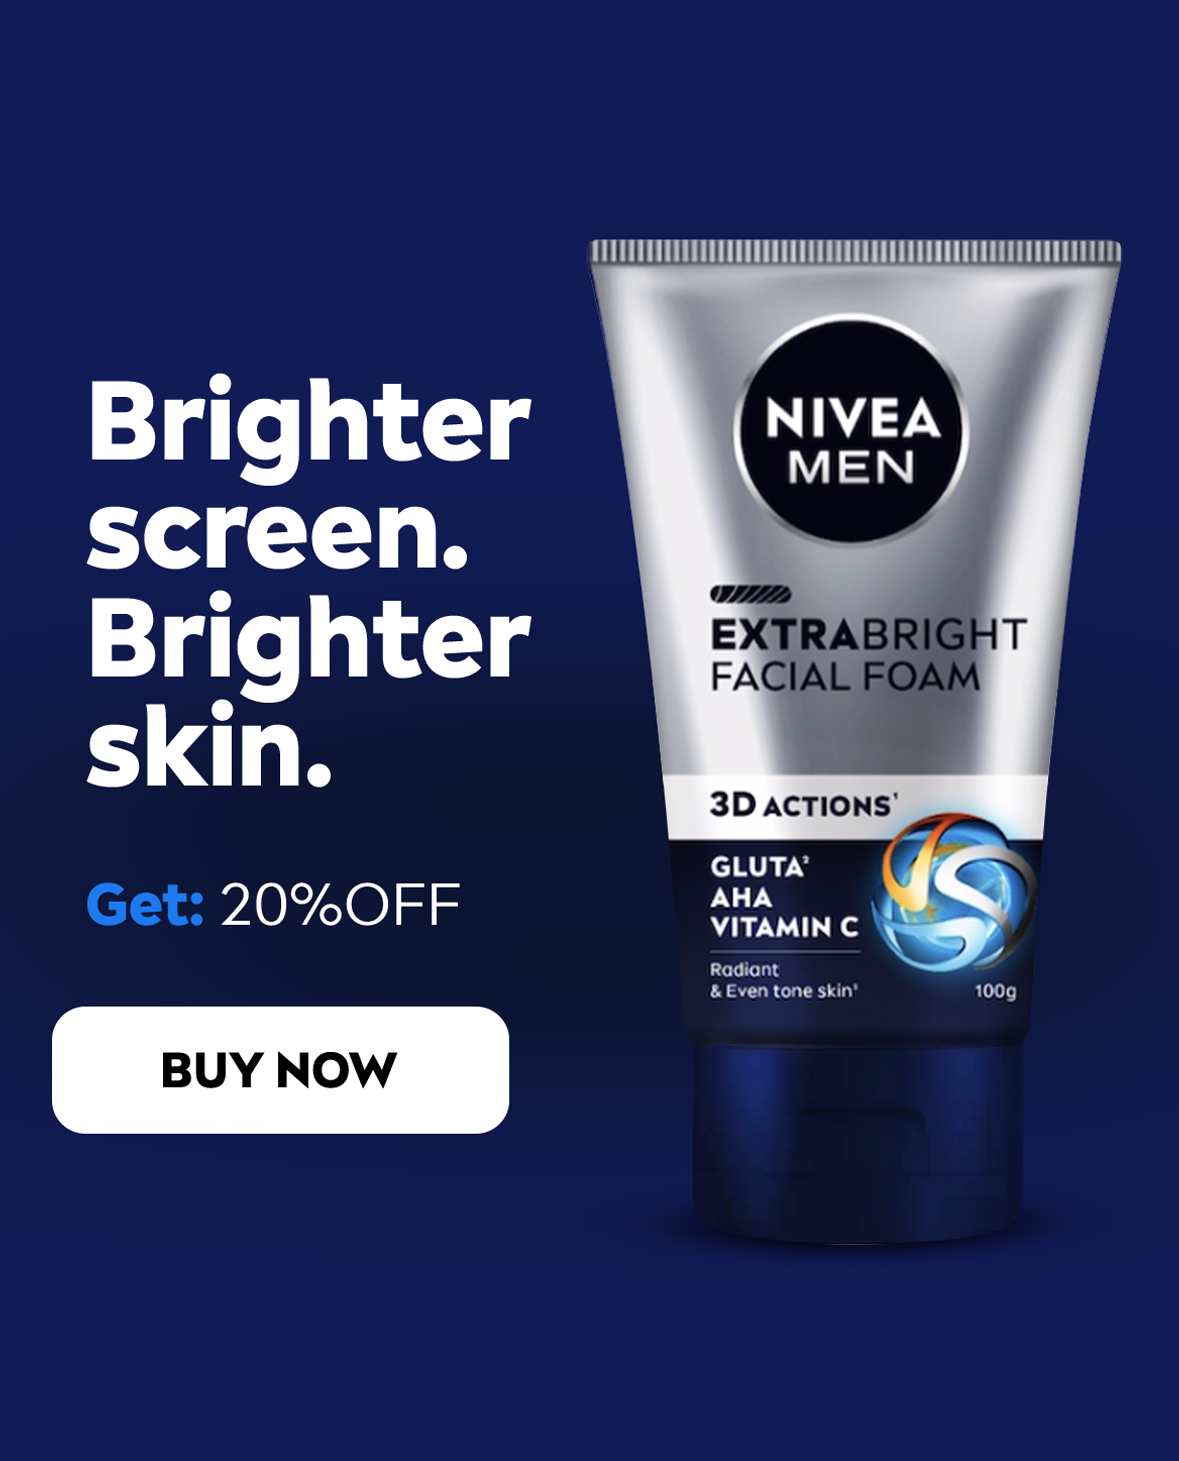 Brighter
screen.
Brighter
skin.
Get: 20%OFF
BUY NOW
NIVEA
MEN
EXTRABRIGHT
FACIAL FOAM
3D ACTIONS¹
GLUTA²
AHA
VITAMIN C
Radiant
& Even tone skin³
100g